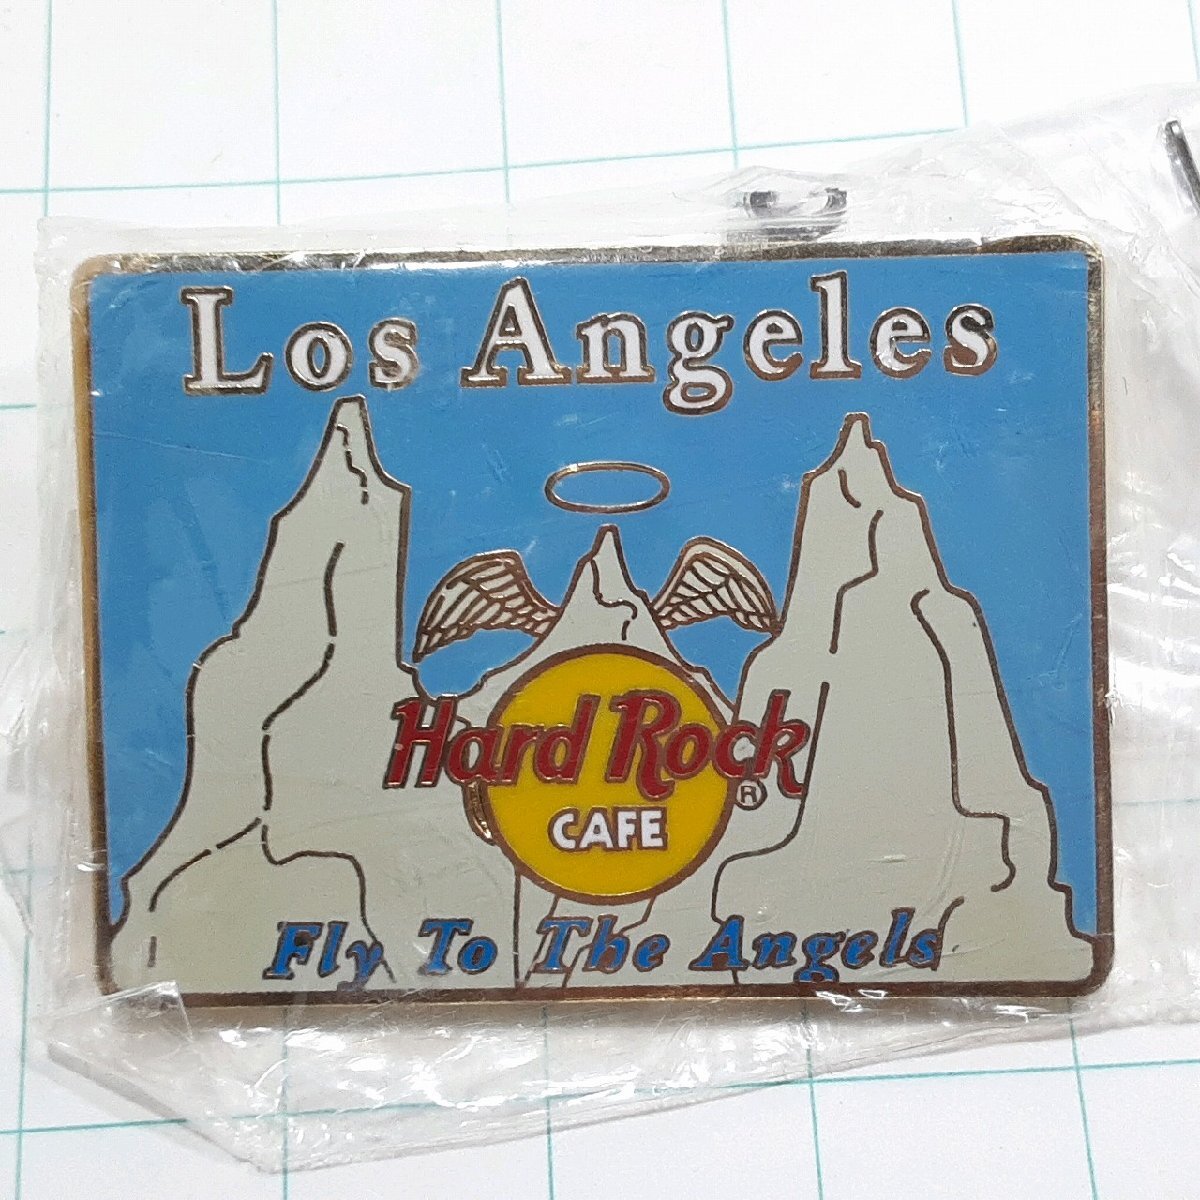 Los Angeles
Hard Rock
®
CAFE
Fly To The Angels